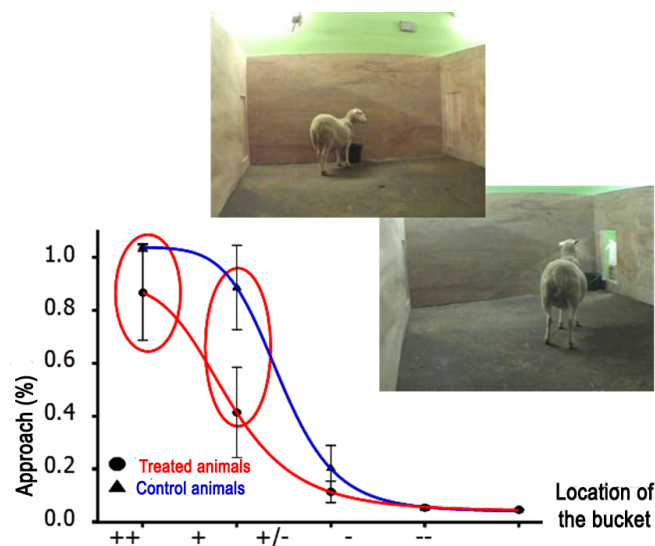 1.0
0.8
0.6
0.4
0.2
0.0
Approach (%)
Treated animals
Control animals
++ + +/- - --
Location of
the bucket